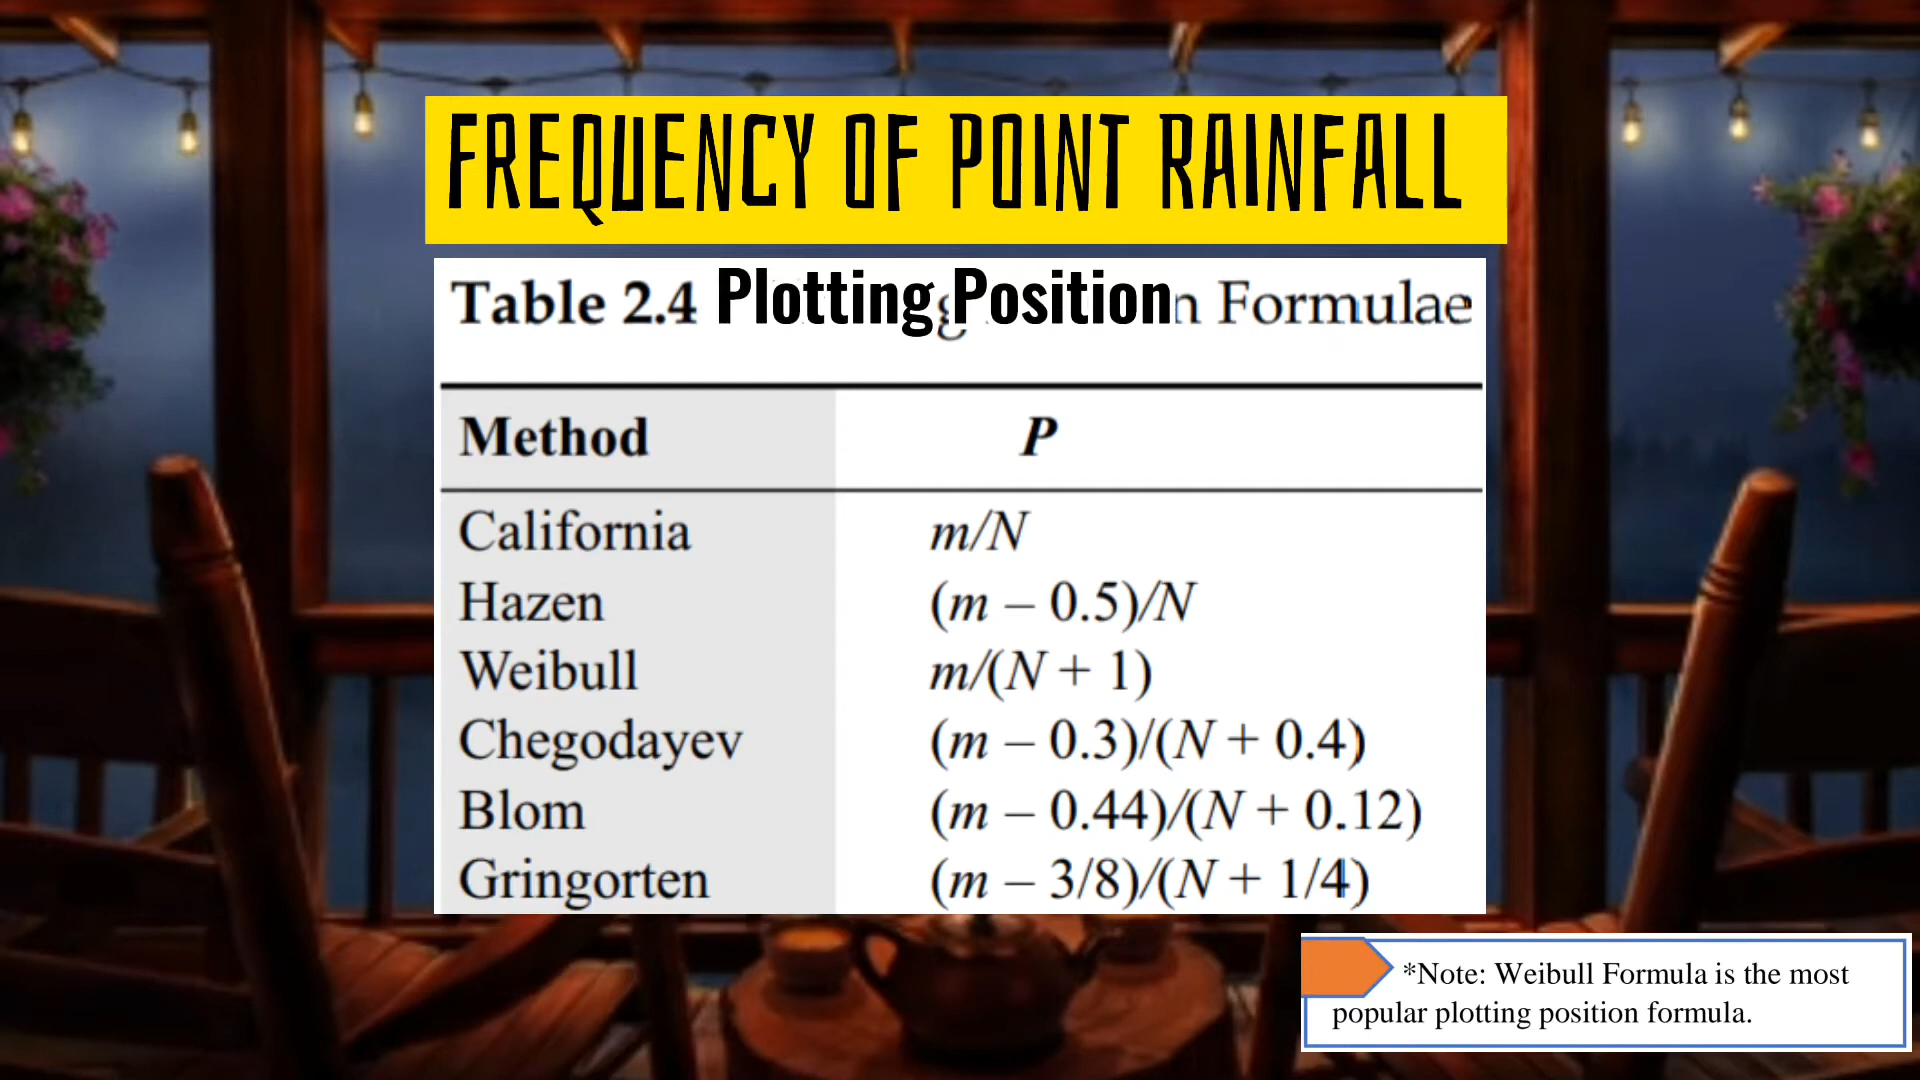 FREQUENCY OF POINT RAINFALL
Table 2.4 Plotting Position Formulae
Method P
California m/N
Hazen (m – 0.5)/N
Weibull m/(N + 1)
Chegodayev (m – 0.3)/(N + 0.4)
Blom (m – 0.44)/(N + 0.12)
Gringorten (m – 3/8)/(N + 1/4)
*Note: Weibull Formula is the most
popular plotting position formula.